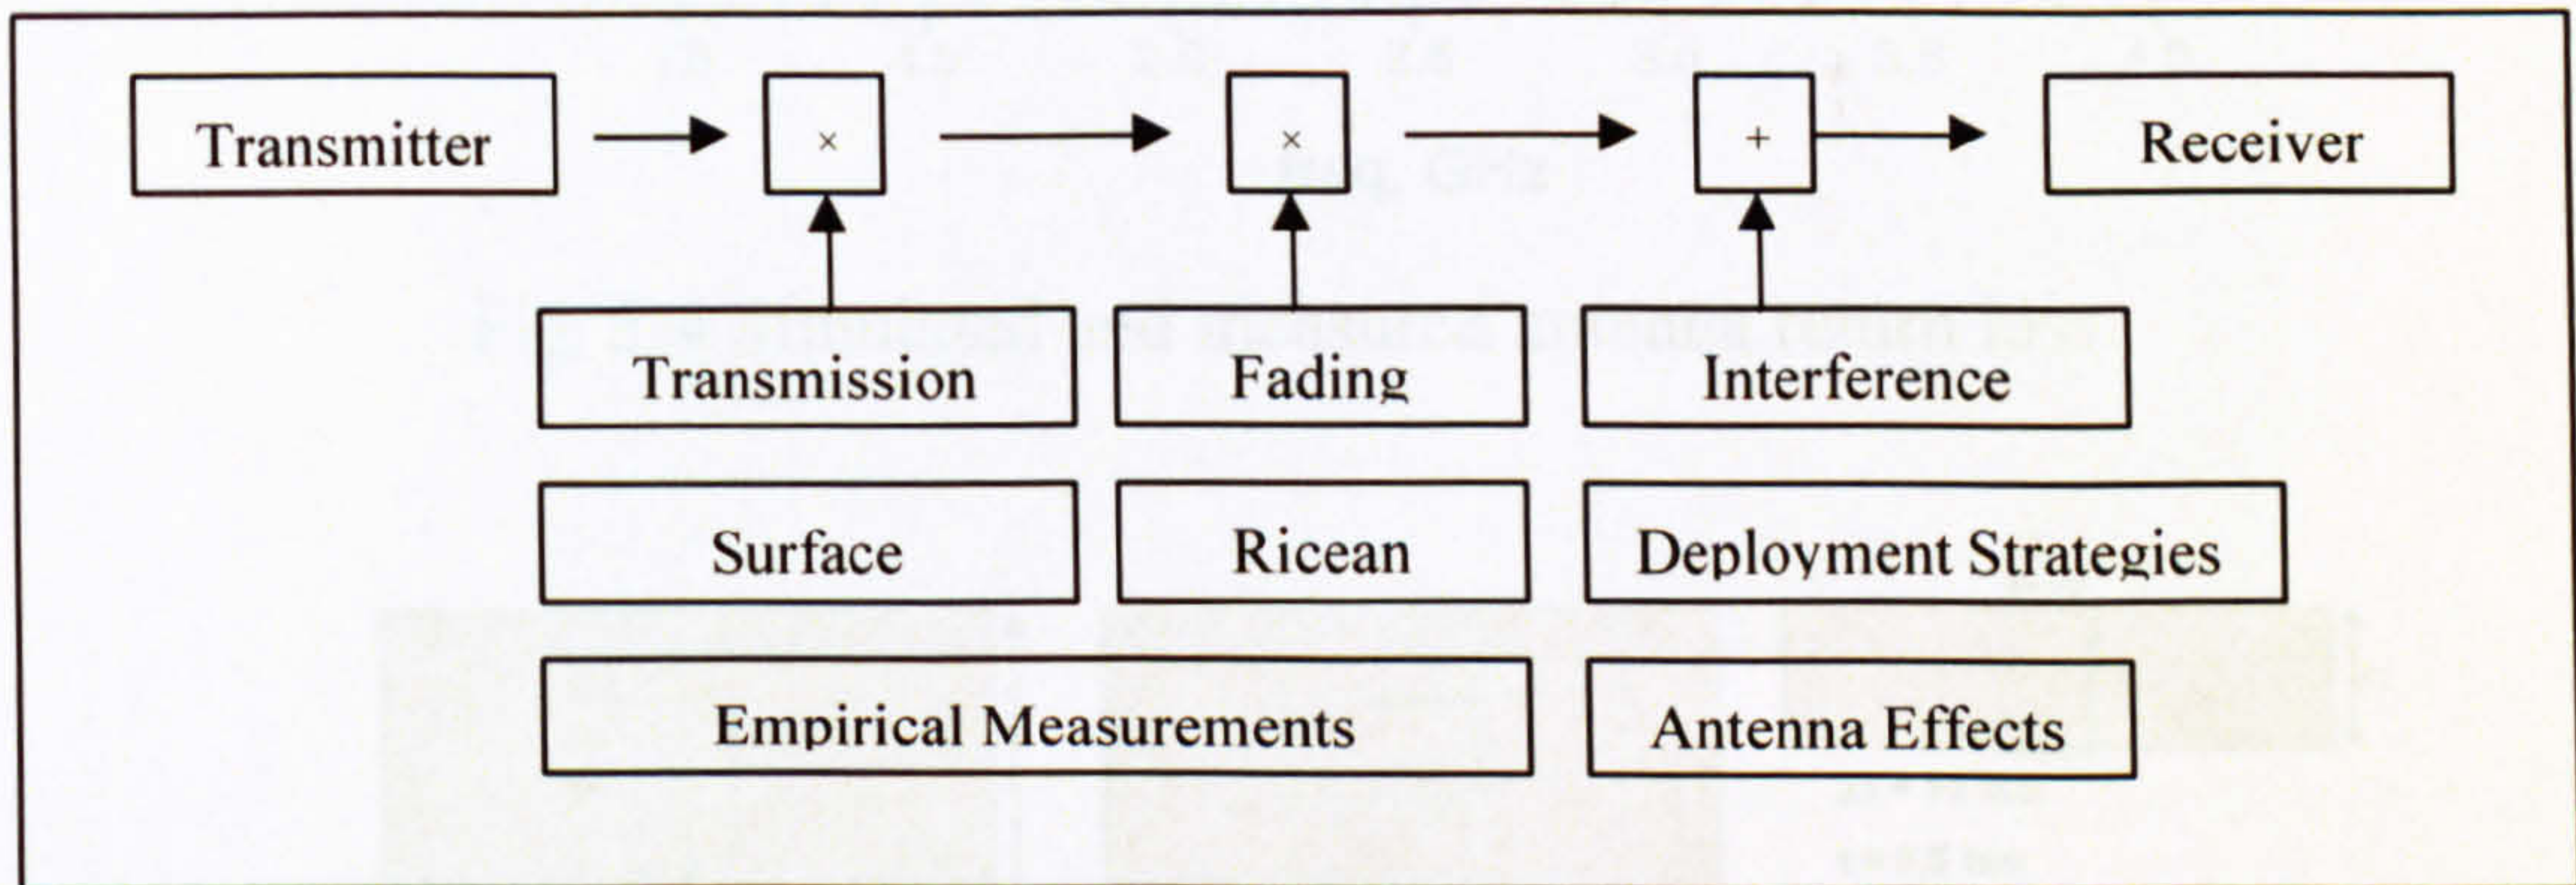 Transmitter × × + Receiver
Transmission Fading Interference
Surface Ricean Deployment Strategies
Empirical Measurements Antenna Effects